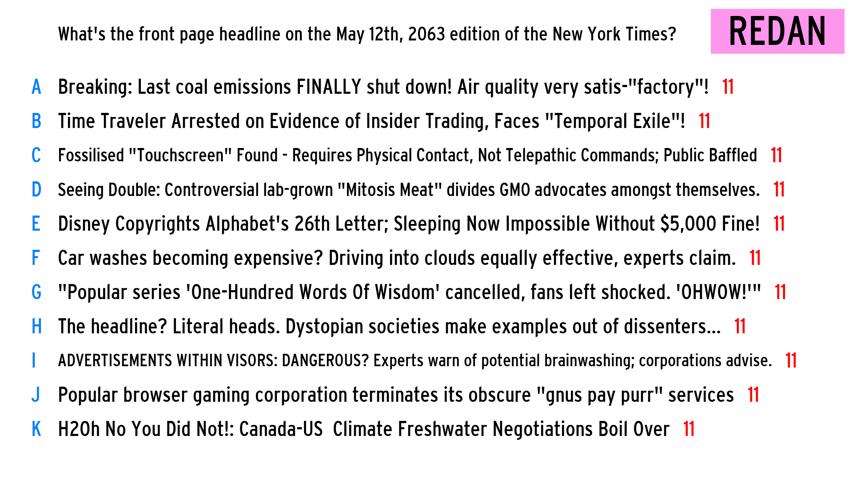 What's the front page headline on the May 12th, 2063 edition of the New York Times?
REDAN
A Breaking: Last coal emissions FINALLY shut down! Air quality very satis-"factory"! 11
B Time Traveler Arrested on Evidence of Insider Trading, Faces "Temporal Exile"! 11
C Fossilised "Touchscreen" Found - Requires Physical Contact, Not Telepathic Commands; Public Baffled 11
D Seeing Double: Controversial lab-grown "Mitosis Meat" divides GMO advocates amongst themselves. 11
E Disney Copyrights Alphabet's 26th Letter; Sleeping Now Impossible Without $5,000 Fine! 11
F Car washes becoming expensive? Driving into clouds equally effective, experts claim. 11
G "Popular series 'One-Hundred Words Of Wisdom' cancelled, fans left shocked. 'OHWOW!'" 11
H The headline? Literal heads. Dystopian societies make examples out of dissenters... 11
I ADVERTISEMENTS WITHIN VISORS: DANGEROUS? Experts warn of potential brainwashing; corporations advise. 11
J Popular browser gaming corporation terminates its obscure "gnus pay purr" services 11
K H20h No You Did Not!: Canada-US  Climate Freshwater Negotiations Boil Over 11